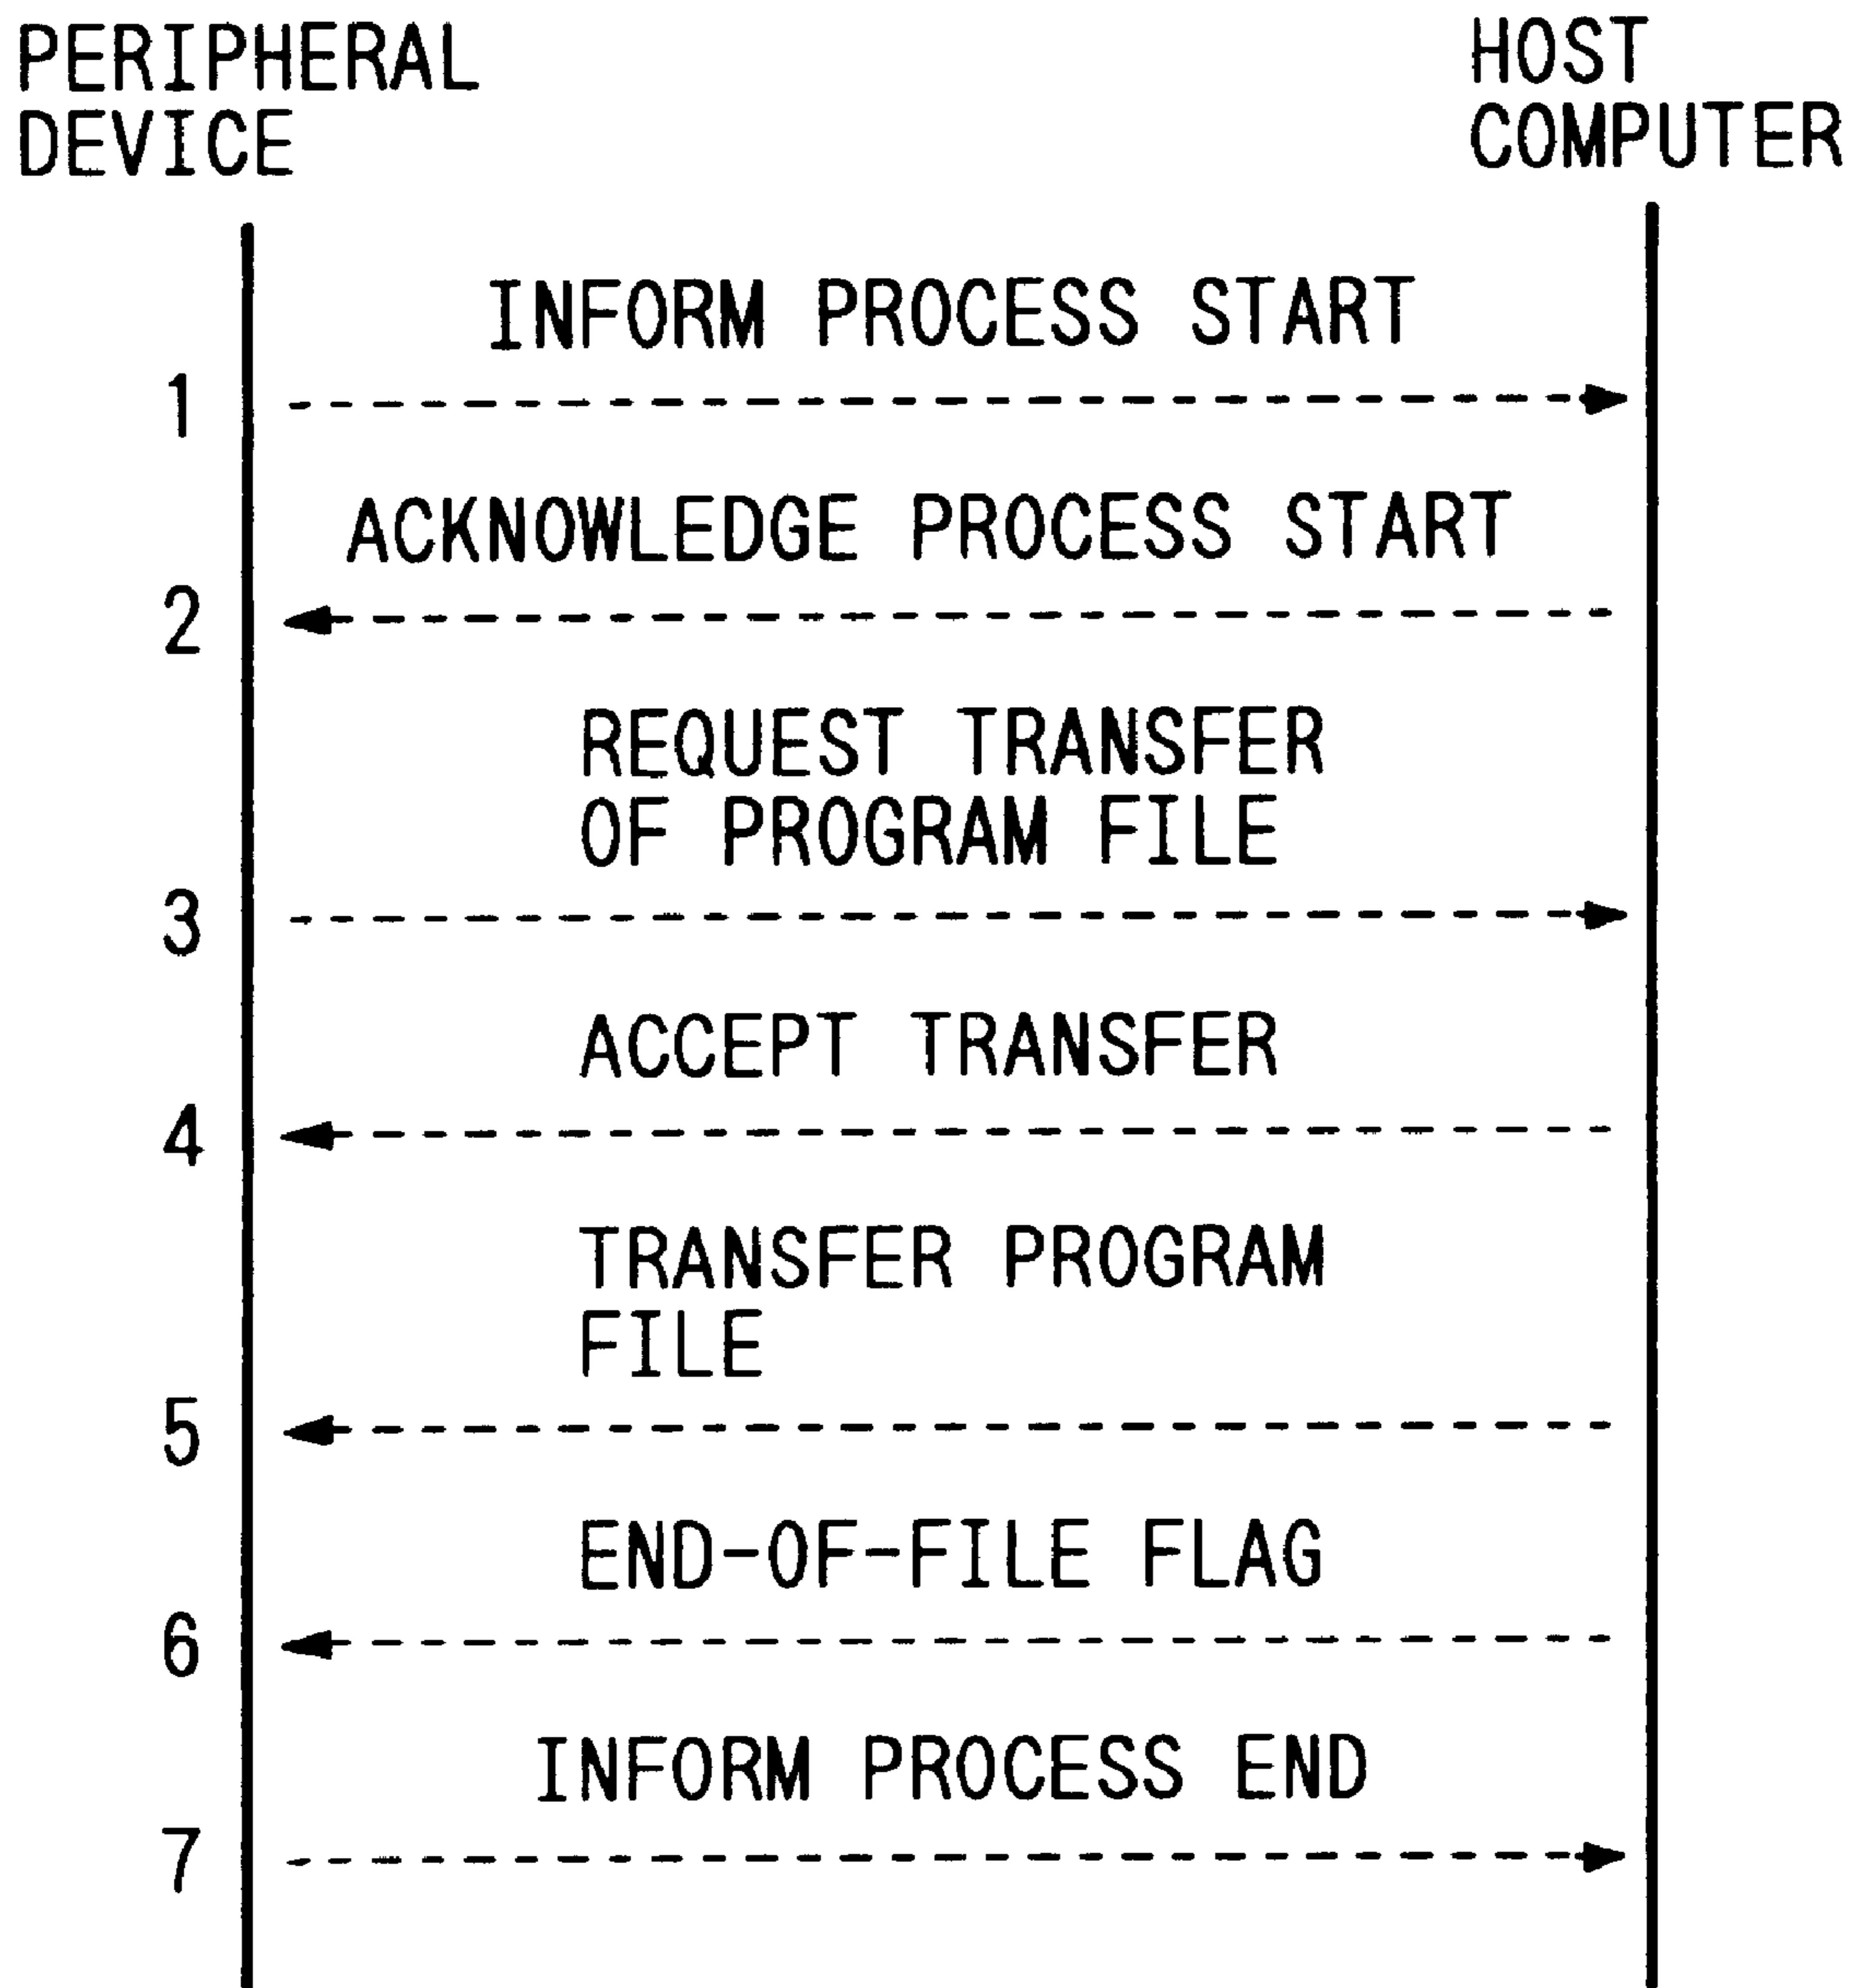 PERIPHERAL
DEVICE
HOST
COMPUTER
INFORM PROCESS START
1
ACKNOWLEDGE PROCESS START
2
REQUEST TRANSFER
OF PROGRAM FILE
3
ACCEPT TRANSFER
4
TRANSFER PROGRAM
FILE
5
END-OF-FILE FLAG
6
INFORM PROCESS END
7